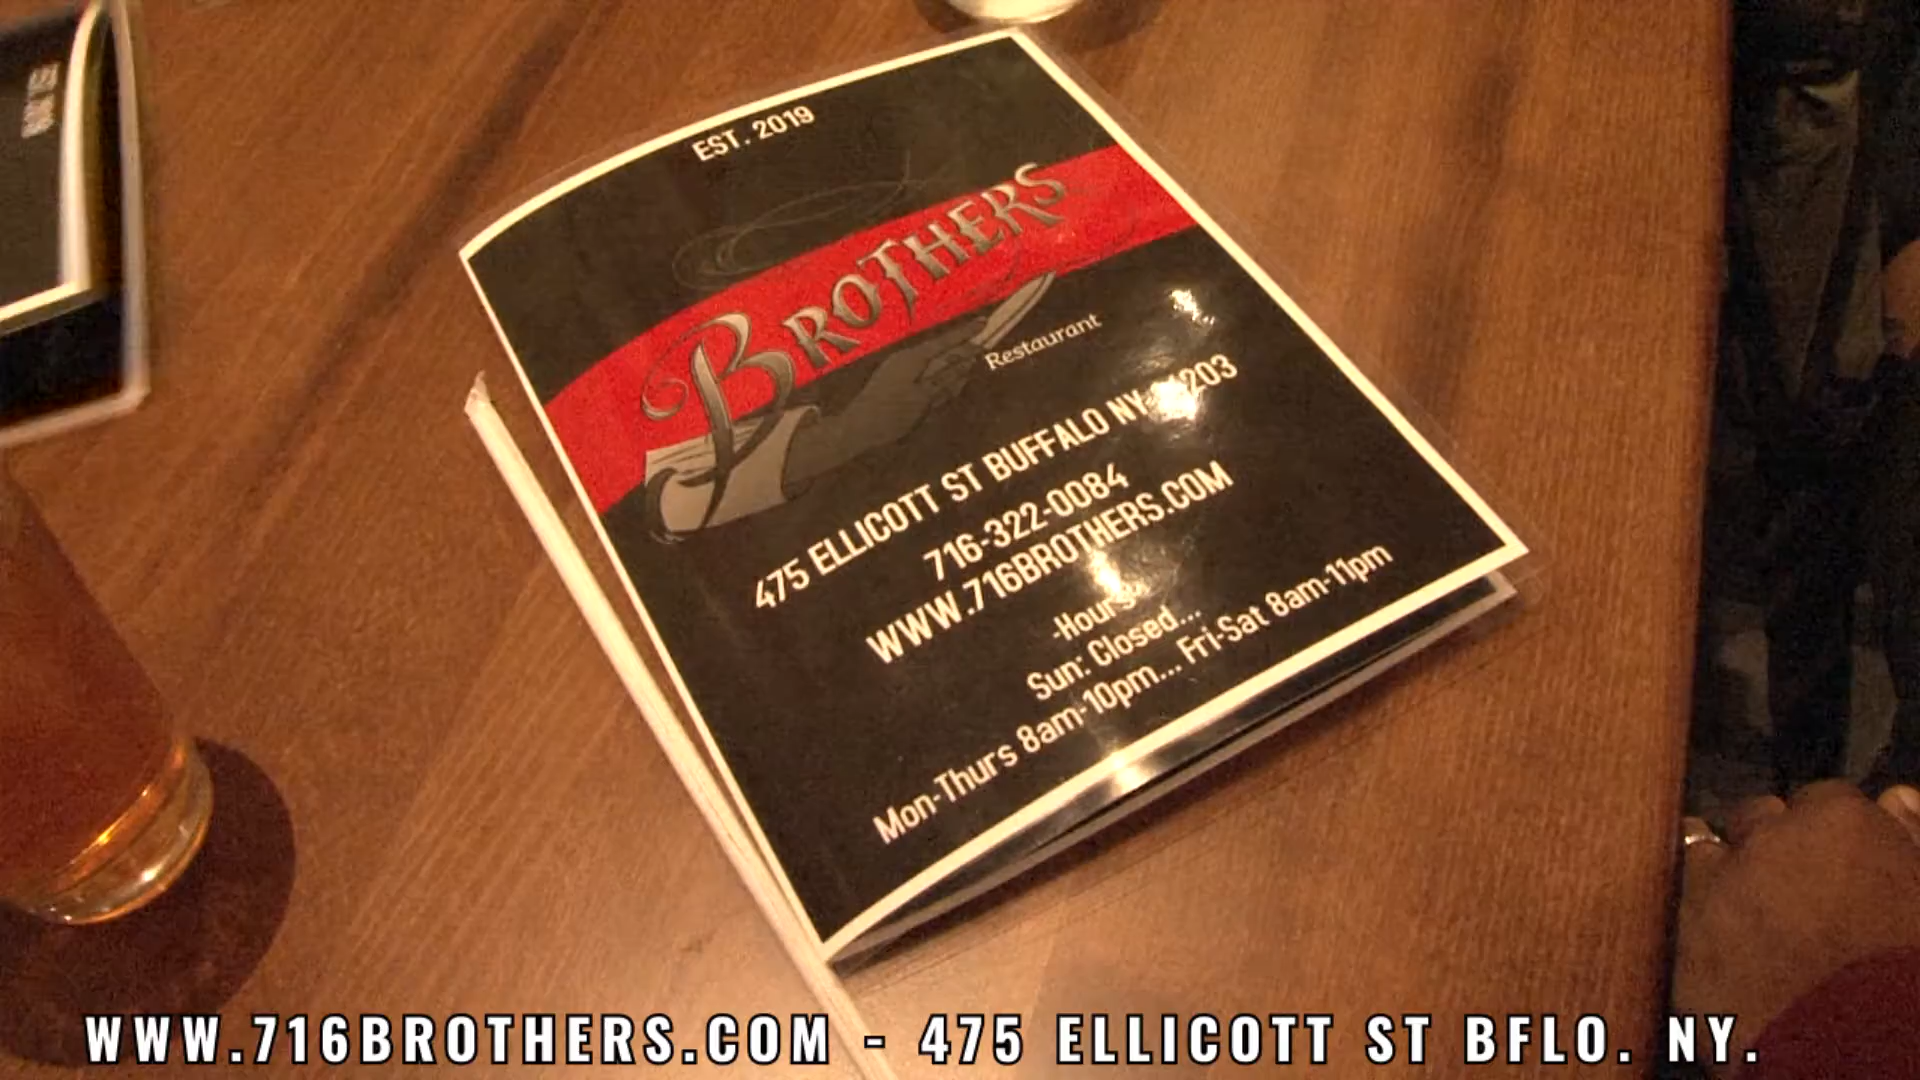 EST. 2019
BROTHERS
Restaurant
475 ELLICOTT ST BUFFALO NY
716-322-0084
WWW.716BROTHERS.COM
-Hours-
Sun: Closed...
Mon-Thurs 8am-10pm... Fri-Sat 8am-11pm
WWW.716BROTHERS.COM - 475 ELLICOTT ST BFLO. NY.